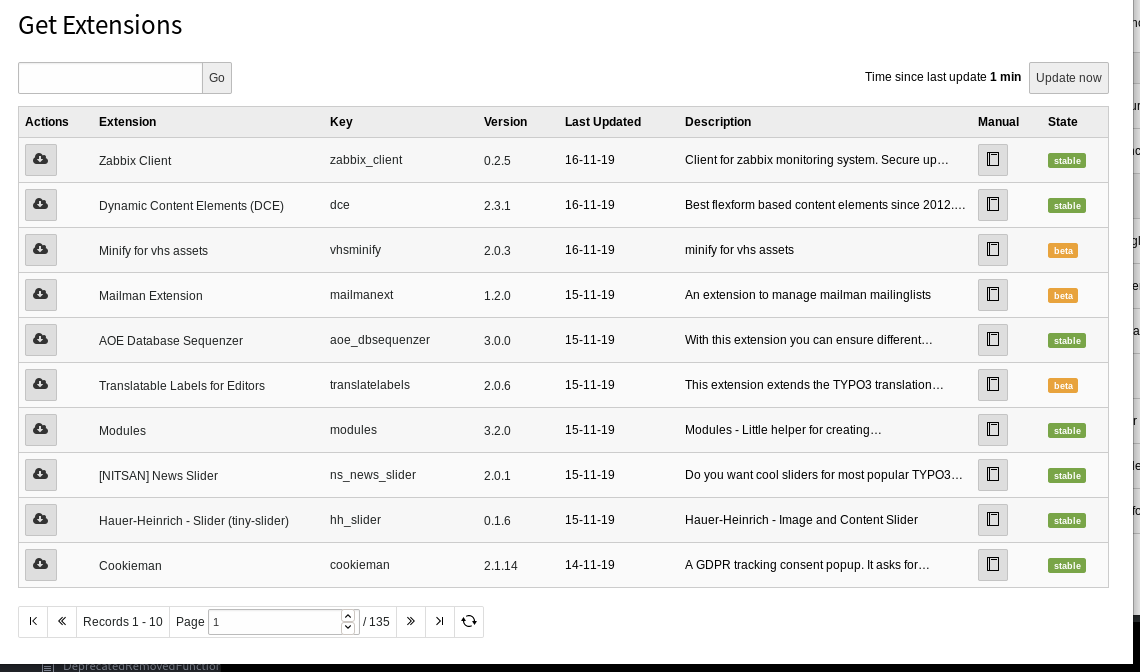 Get Extensions
Go
Time since last update 1 min
Update now
Actions Extension Key Version Last Updated Description Manual State
Zabbix Client zabbix_client 0.2.5 16-11-19 Client for zabbix monitoring system. Secure up… stable
Dynamic Content Elements (DCE) dce 2.3.1 16-11-19 Best flexform based content elements since 2012.… stable
Minify for vhs assets vhsminify 2.0.3 16-11-19 minify for vhs assets beta
Mailman Extension mailmanext 1.2.0 15-11-19 An extension to manage mailman mailinglists beta
AOE Database Sequenzer aoe_dbsequenzer 3.0.0 15-11-19 With this extension you can ensure different… stable
Translatable Labels for Editors translatelabels 2.0.6 15-11-19 This extension extends the TYPO3 translation… beta
Modules modules 3.2.0 15-11-19 Modules - Little helper for creating… stable
[NITSAN] News Slider ns_news_slider 2.0.1 15-11-19 Do you want cool sliders for most popular TYPO3… stable
Hauer-Heinrich - Slider (tiny-slider) hh_slider 0.1.6 15-11-19 Hauer-Heinrich - Image and Content Slider stable
Cookieman cookieman 2.1.14 14-11-19 A GDPR tracking consent popup. It asks for… stable
Records 1 - 10 Page 1 / 135
DeprecatedRemovedFunction